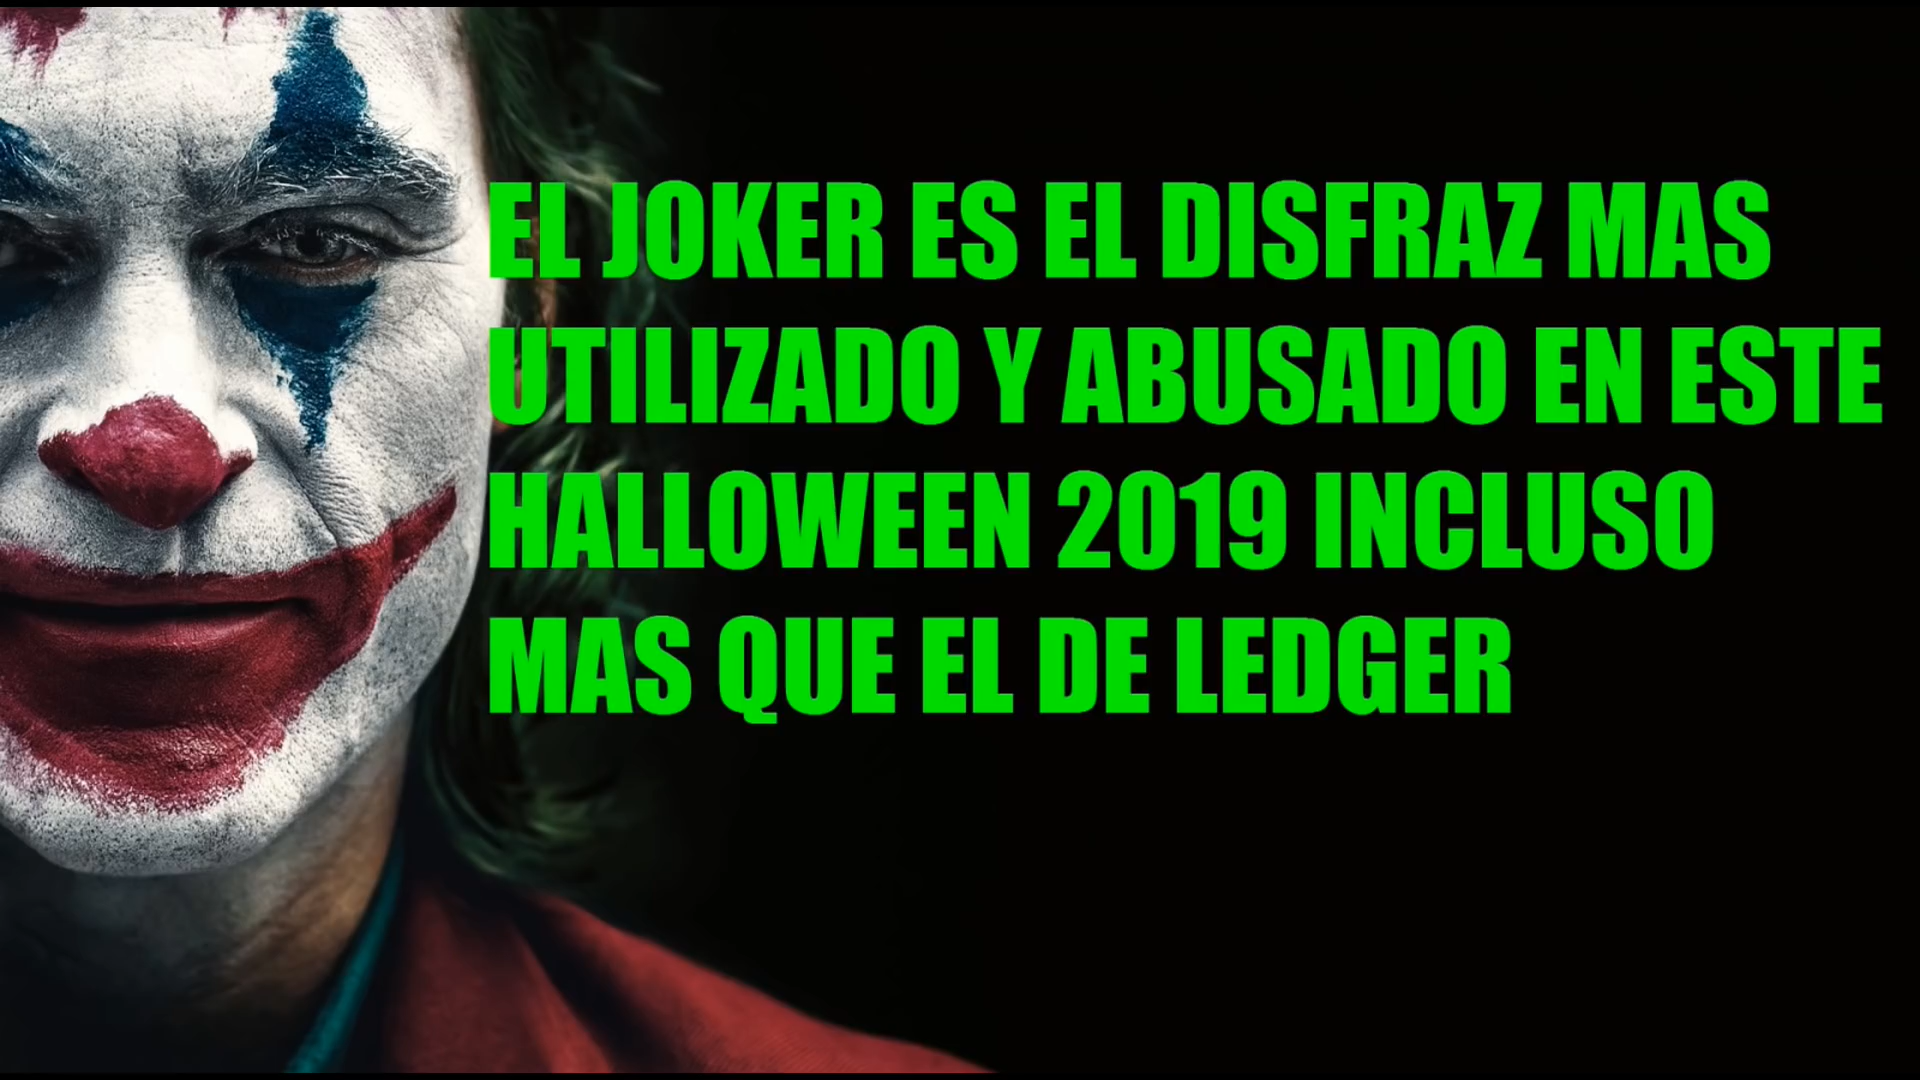 EL JOKER ES EL DISFRAZ MAS
UTILIZADO Y ABUSADO EN ESTE
HALLOWEEN 2019 INCLUSO
MAS QUE EL DE LEDGER